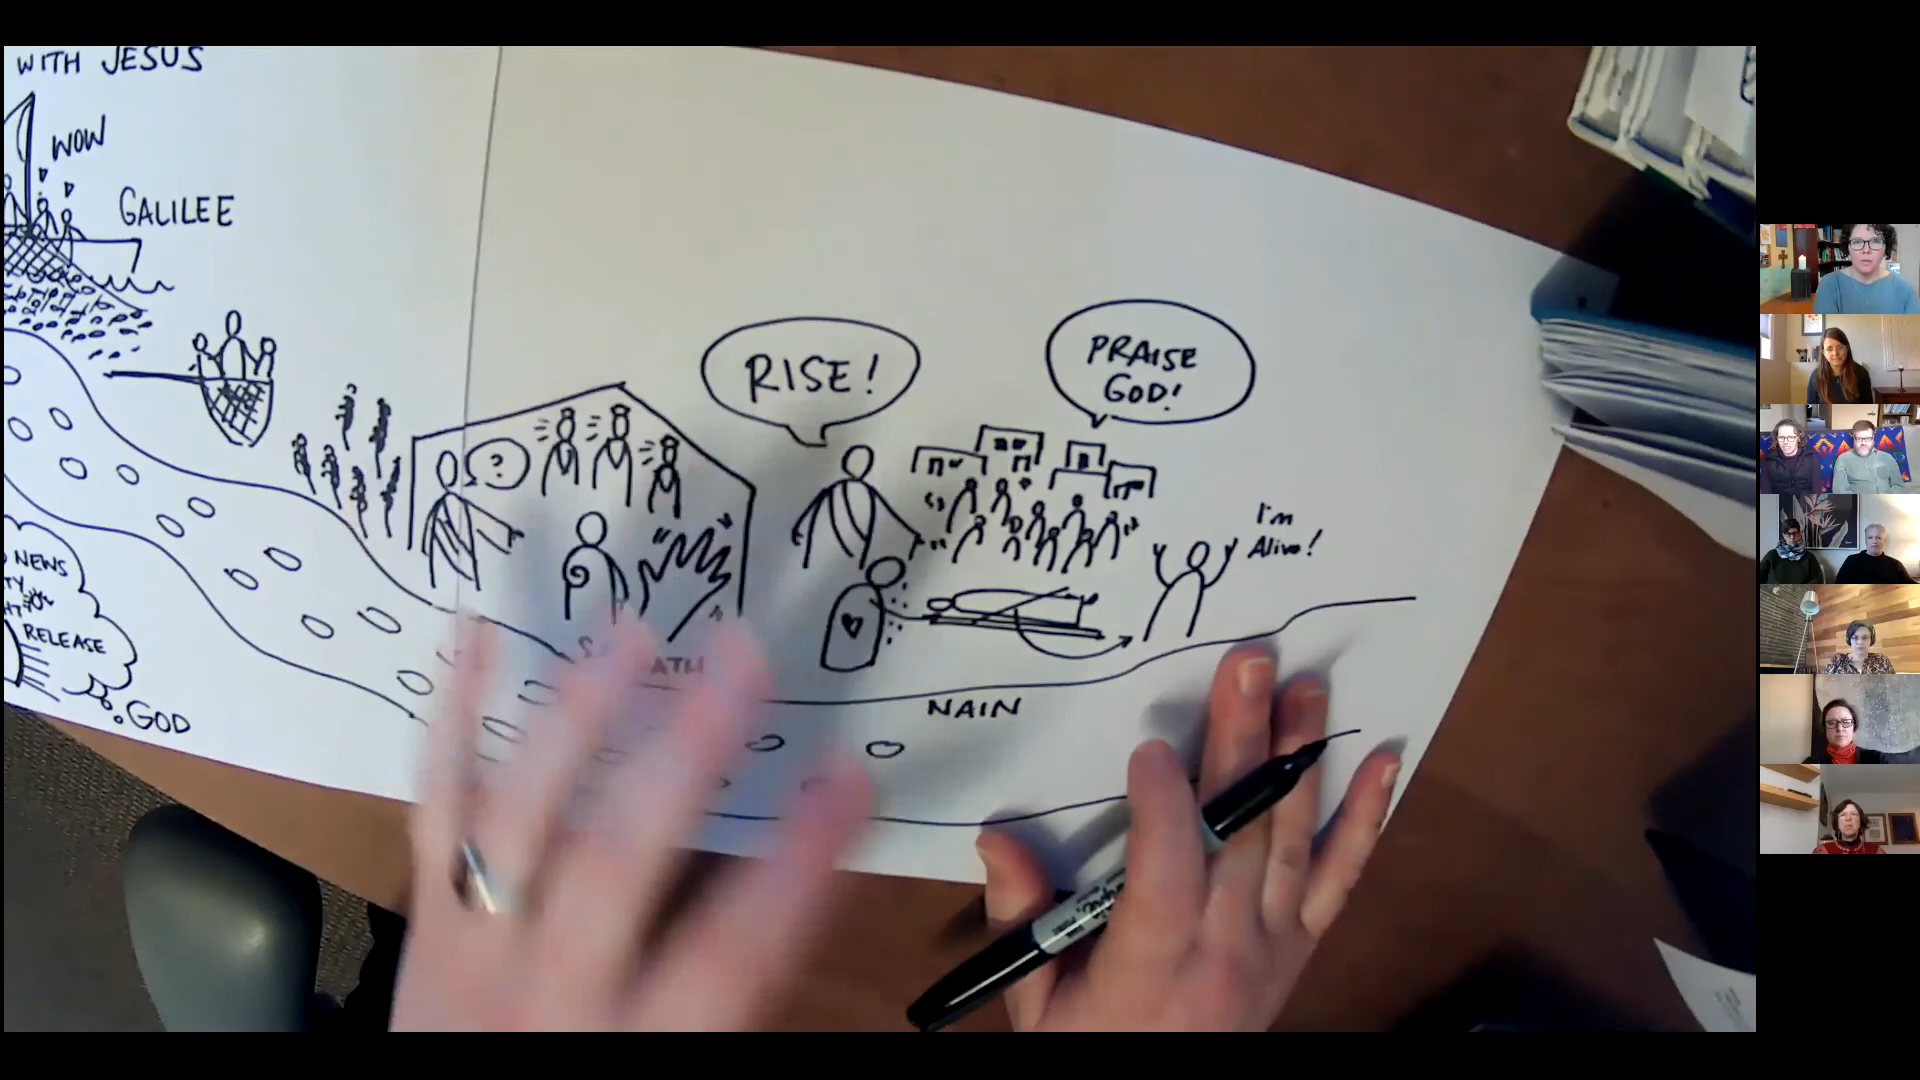 WITH JESUS
WOW
GALILEE
?
RISE!
PRAISE
GOD!
I'm
Alive!
NEWS
RELEASE
GOD
NAIN